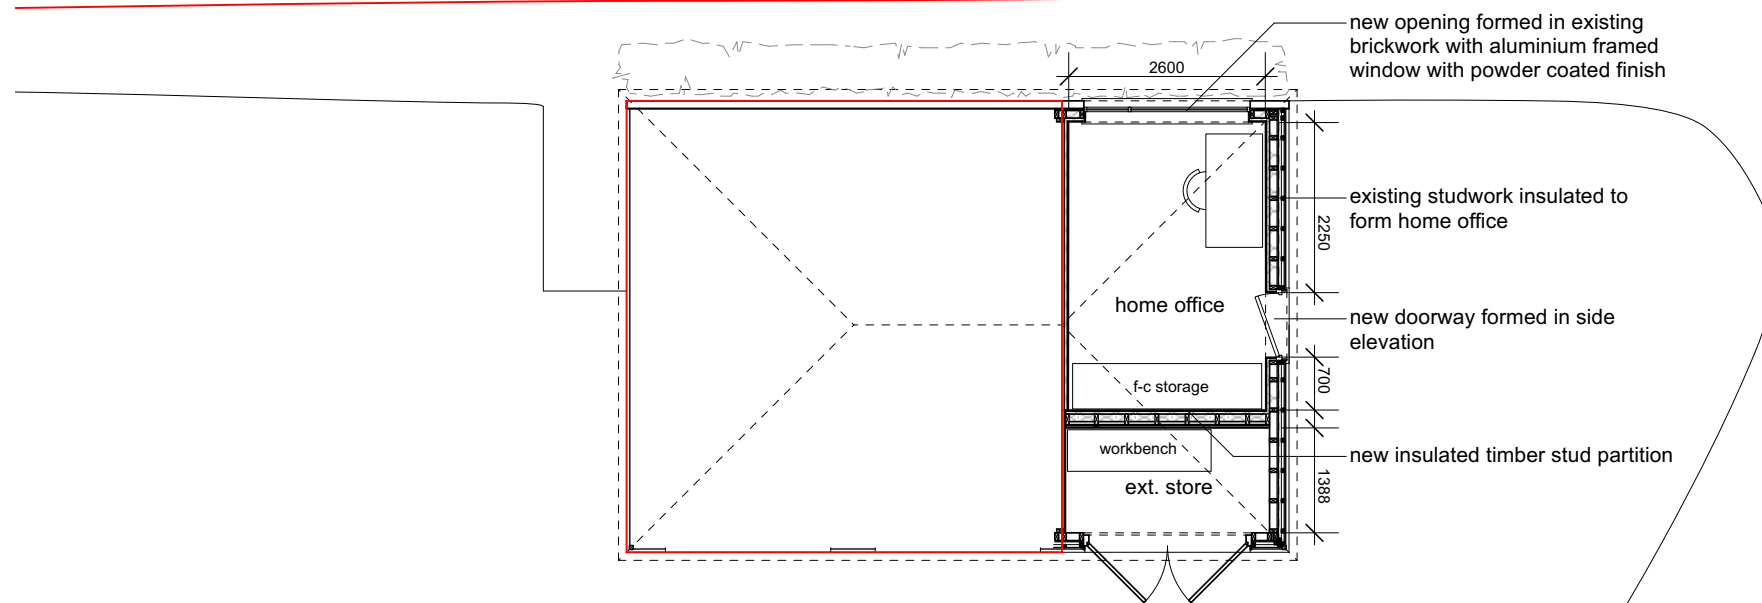 new opening formed in existing
brickwork with aluminium framed
window with powder coated finish
2600
existing studwork insulated to
form home office
2250
home office
new doorway formed in side
elevation
f-c storage
700
workbench
new insulated timber stud partition
ext. store
1388